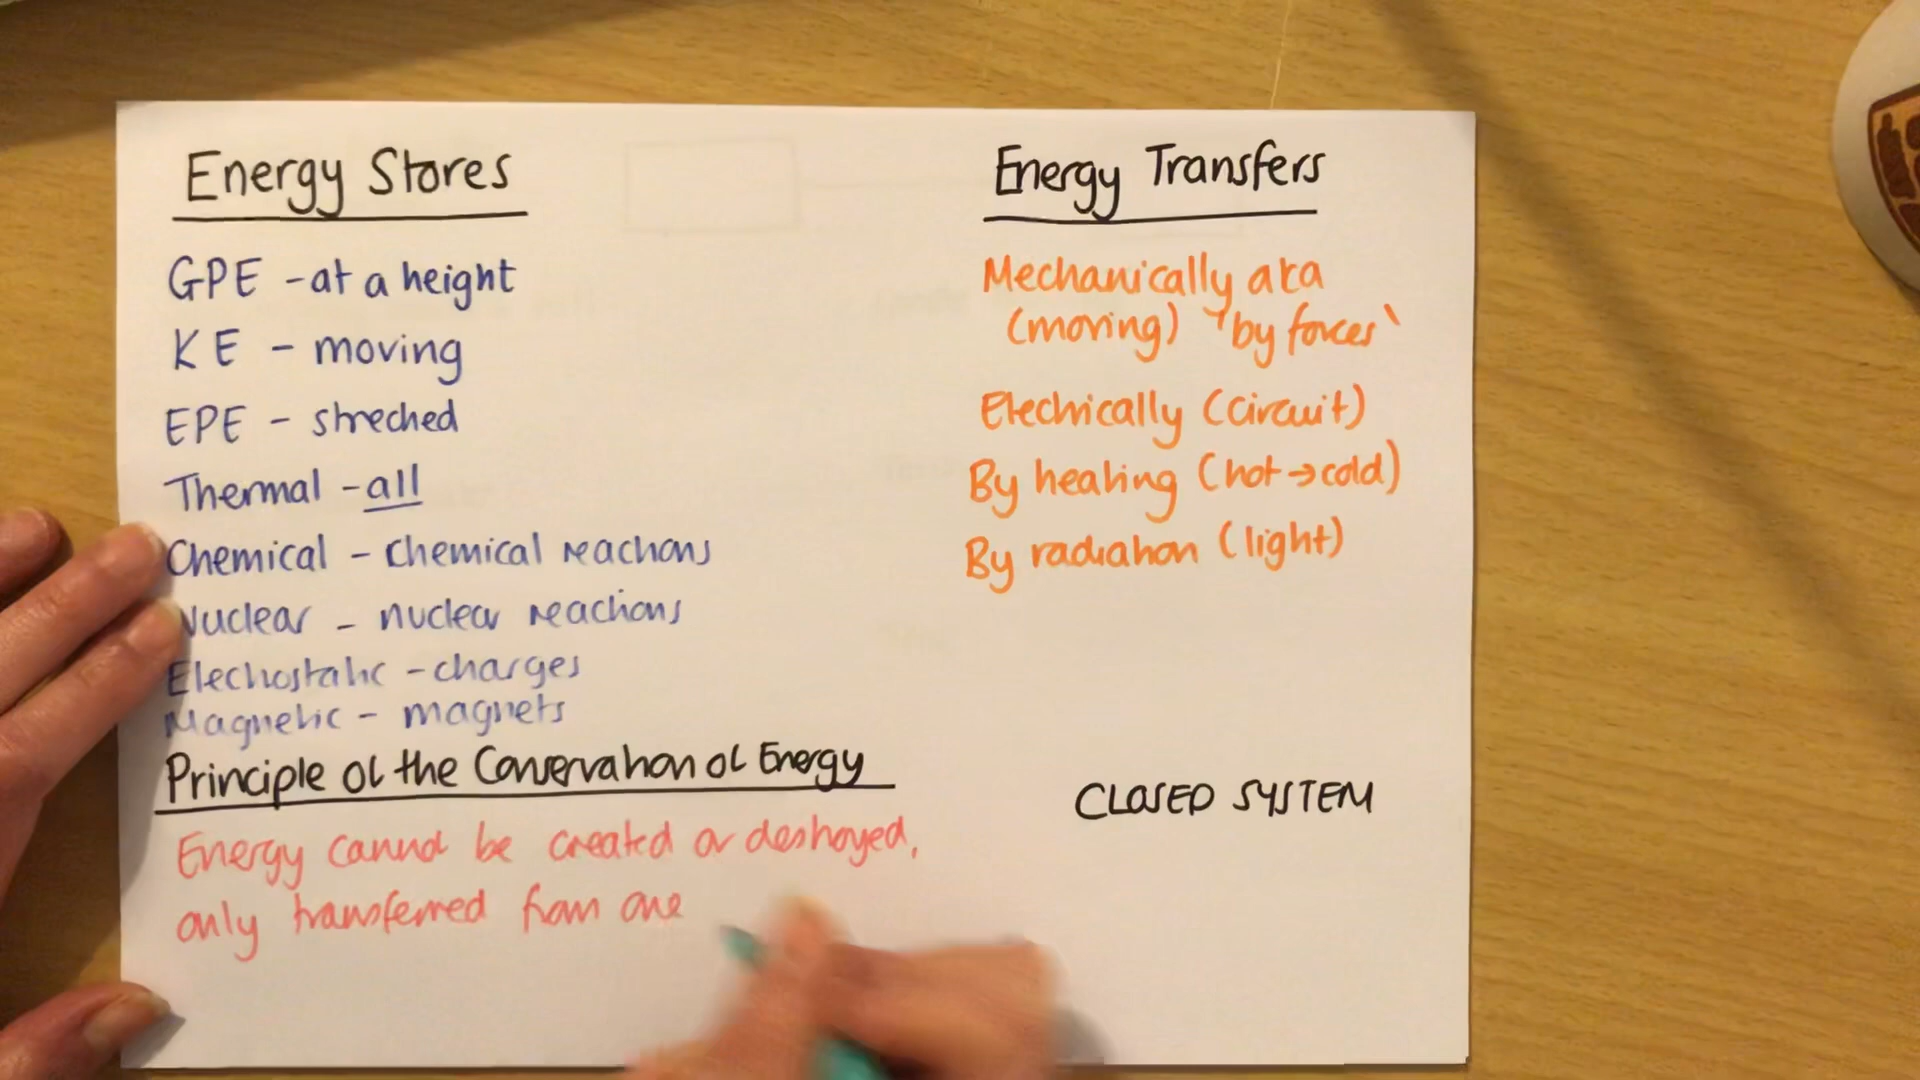 Energy Stores
GPE - at a height
KE - moving
EPE - streched
Thermal - all
Chemical - chemical reactions
Nuclear - nuclear reactions
Electrostatic - charges
Magnetic - magnets
Energy Transfers
Mechanically aka
(moving) 'by forces'
Electrically (circuit)
By heating (hot → cold)
By radiation (light)
Principle of the Conservation of Energy
Energy cannot be created or destroyed,
only transferred from one
CLOSED SYSTEM